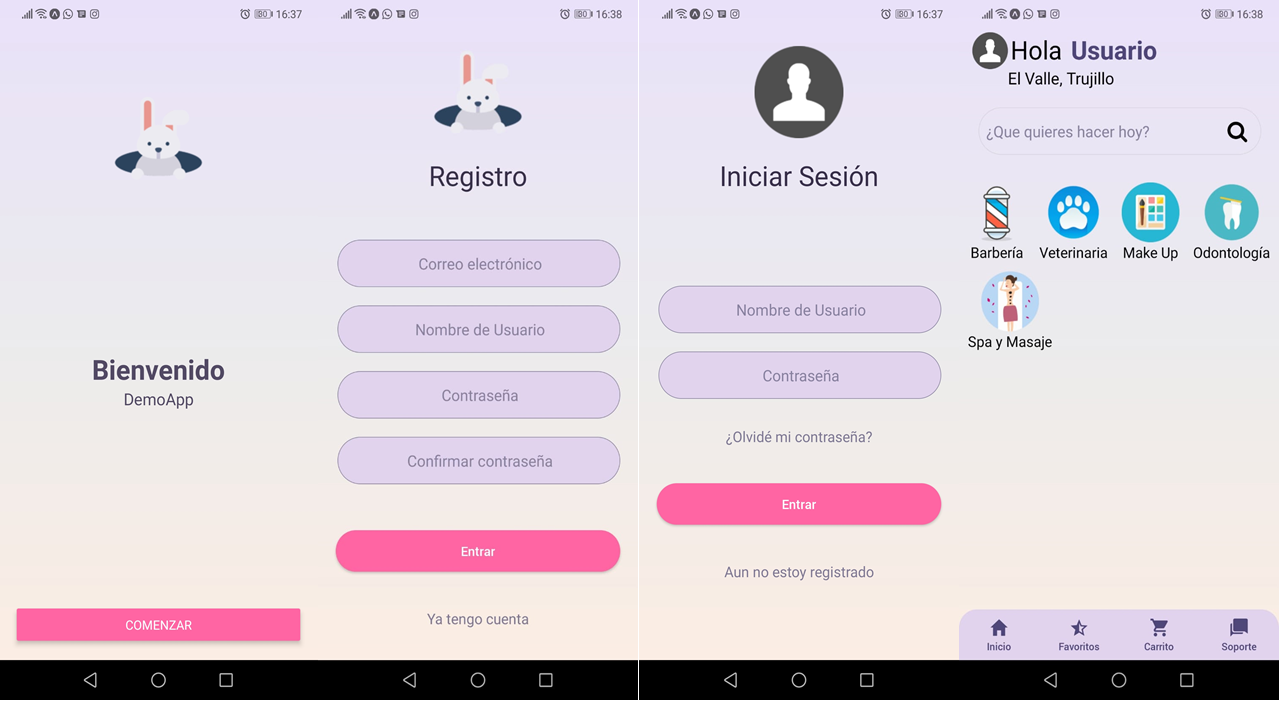 16:37
Bienvenido
DemoApp
COMENZAR
16:38
Registro
Correo electrónico
Nombre de Usuario
Contraseña
Confirmar contraseña
Entrar
Ya tengo cuenta
16:37
Iniciar Sesión
Nombre de Usuario
Contraseña
¿Olvidé mi contraseña?
Entrar
Aun no estoy registrado
16:38
Hola Usuario
El Valle, Trujillo
¿Que quieres hacer hoy?
Barbería Veterinaria Make Up Odontología
Spa y Masaje
Inicio Favoritos Carrito Soporte